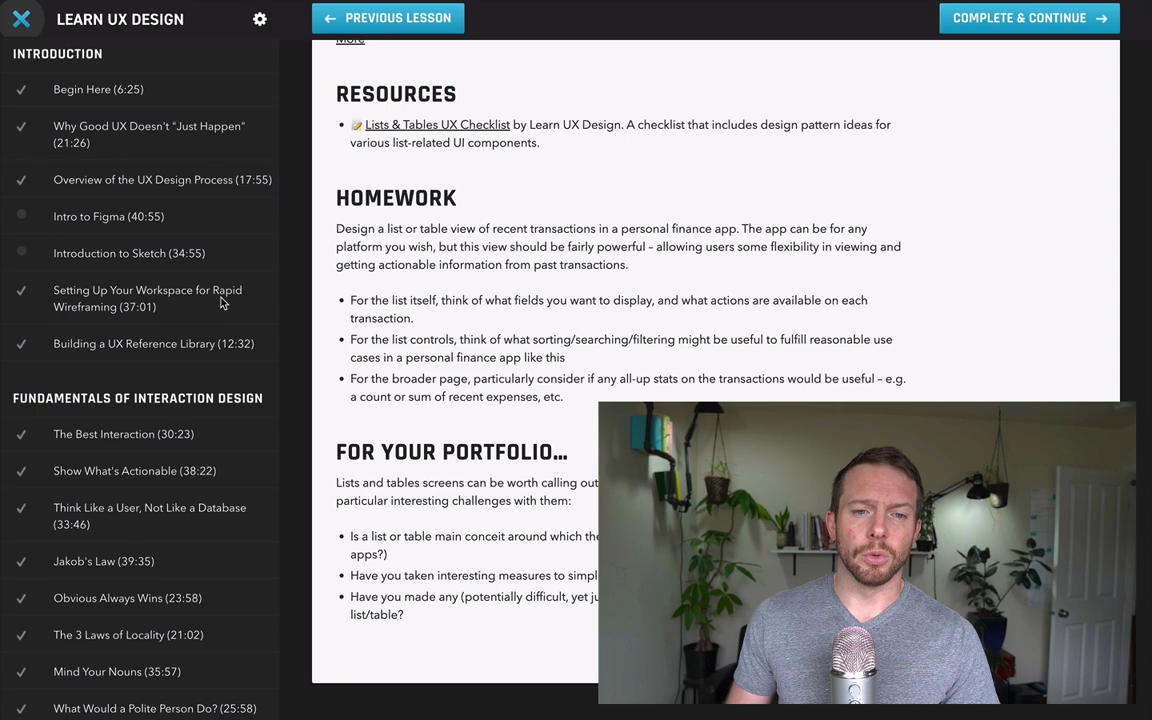 LEARN UX DESIGN
PREVIOUS LESSON
COMPLETE & CONTINUE
INTRODUCTION
Begin Here (6:25)
Why Good UX Doesn't "Just Happen"
(21:26)
Overview of the UX Design Process (17:55)
Intro to Figma (40:55)
Introduction to Sketch (34:55)
Setting Up Your Workspace for Rapid
Wireframing (37:01)
Building a UX Reference Library (12:32)
FUNDAMENTALS OF INTERACTION DESIGN
The Best Interaction (30:23)
Show What's Actionable (38:22)
Think Like a User, Not Like a Database
(33:46)
Jakob's Law (39:35)
Obvious Always Wins (23:58)
The 3 Laws of Locality (21:02)
Mind Your Nouns (35:57)
What Would a Polite Person Do? (25:58)
More
RESOURCES
• 📝 Lists & Tables UX Checklist by Learn UX Design. A checklist that includes design pattern ideas for
various list-related UI components.
HOMEWORK
Design a list or table view of recent transactions in a personal finance app. The app can be for any
platform you wish, but this view should be fairly powerful – allowing users some flexibility in viewing and
getting actionable information from past transactions.
• For the list itself, think of what fields you want to display, and what actions are available on each
transaction.
• For the list controls, think of what sorting/searching/filtering might be useful to fulfill reasonable use
cases in a personal finance app like this
• For the broader page, particularly consider if any all-up stats on the transactions would be useful – e.g.
a count or sum of recent expenses, etc.
FOR YOUR PORTFOLIO...
Lists and tables screens can be worth calling out
particular interesting challenges with them:
• Is a list or table main conceit around which the
apps?)
• Have you taken interesting measures to simpl
• Have you made any (potentially difficult, yet ju
list/table?